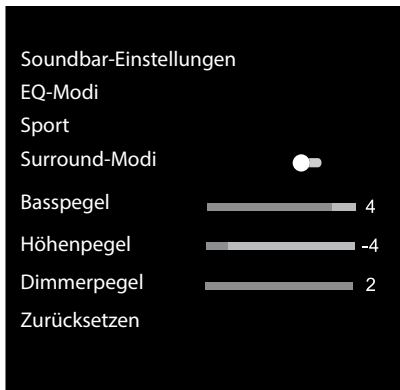 Soundbar-Einstellungen
EQ-Modi
Sport
Surround-Modi
Basspegel 4
Höhenpegel -4
Dimmerpegel 2
Zurücksetzen